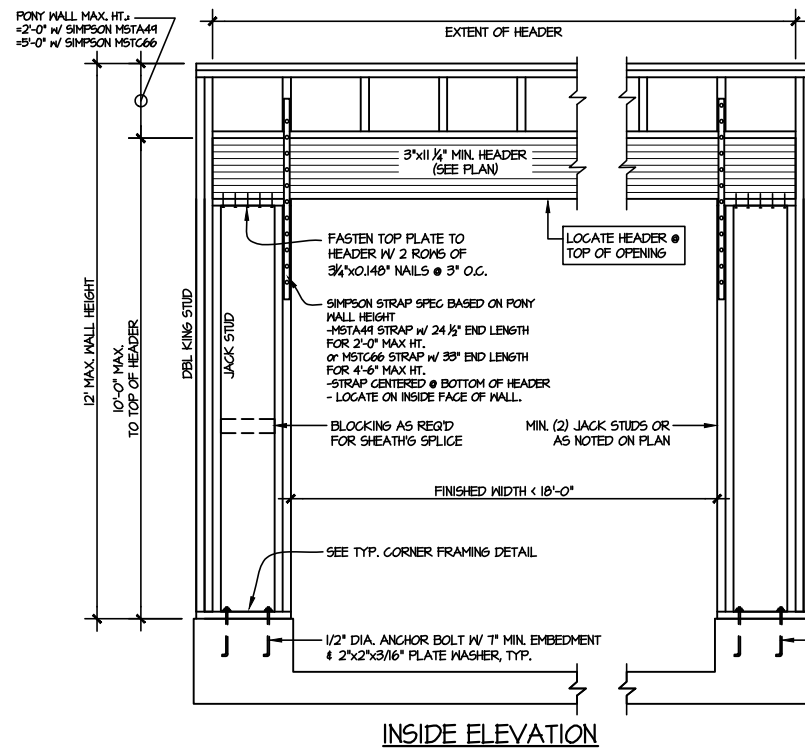 PONY WALL MAX. HT.:
=2'-0" W/ SIMPSON MSTA49
=5'-0" W/ SIMPSON MSTC66
EXTENT OF HEADER
3"x11 1/4" MIN. HEADER
(SEE PLAN)
FASTEN TOP PLATE TO
HEADER W/ 2 ROWS OF
3 1/4"x0.148" NAILS @ 3" O.C.
LOCATE HEADER @
TOP OF OPENING
SIMPSON STRAP SPEC BASED ON PONY
WALL HEIGHT
-MSTA49 STRAP W/ 24 1/2" END LENGTH
FOR 2'-0" MAX HT.
or MSTC66 STRAP W/ 33" END LENGTH
FOR 4'-6" MAX HT.
-STRAP CENTERED @ BOTTOM OF HEADER
- LOCATE ON INSIDE FACE OF WALL.
12' MAX. WALL HEIGHT
10'-0" MAX.
TO TOP OF HEADER
DBL KING STUD
JACK STUD
BLOCKING AS REQ'D
FOR SHEATH'G SPLICE
MIN. (2) JACK STUDS OR
AS NOTED ON PLAN
FINISHED WIDTH < 18'-0"
SEE TYP. CORNER FRAMING DETAIL
1/2" DIA. ANCHOR BOLT W/ 7" MIN. EMBEDMENT
& 2"x2"x3/16" PLATE WASHER, TYP.
INSIDE ELEVATION